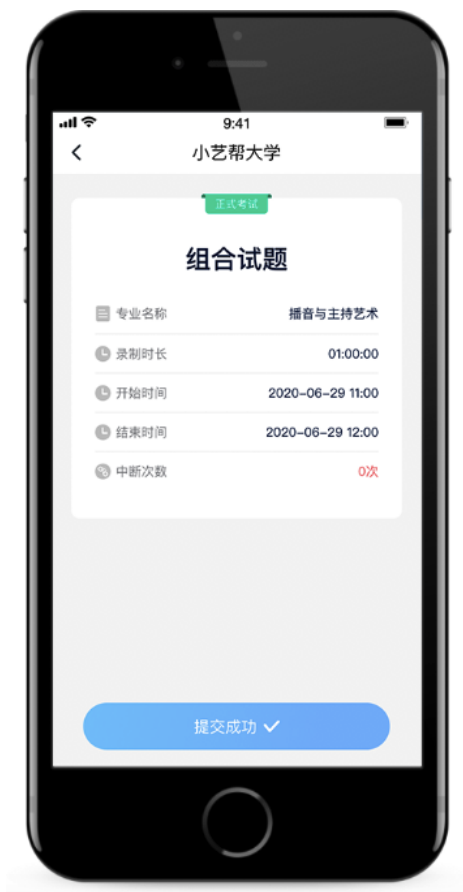 9:41
小艺帮大学
正式考试
组合试题
专业名称 播音与主持艺术
录制时长 01:00:00
开始时间 2020-06-29 11:00
结束时间 2020-06-29 12:00
中断次数 0次
提交成功